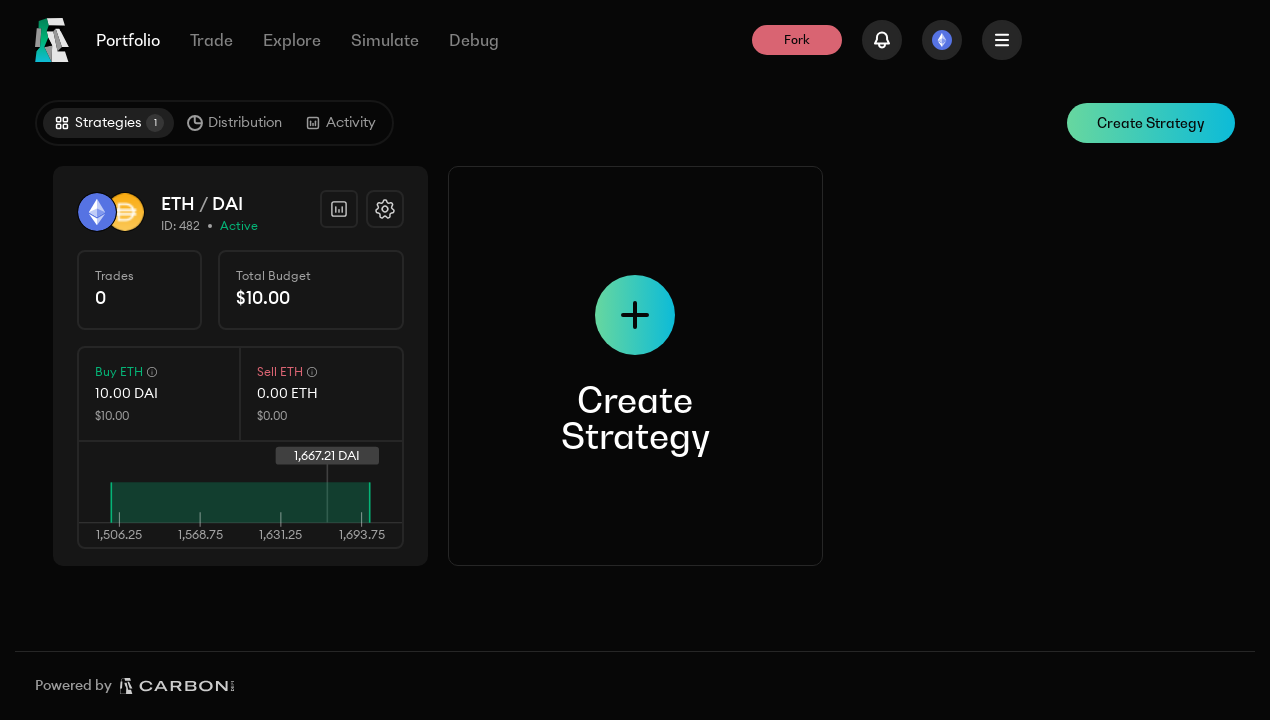 Portfolio Trade Explore Simulate Debug Fork
Strategies 1 Distribution Activity Create Strategy
ETH / DAI
ID: 482 • Active
Trades
0
Total Budget
$10.00
Buy ETH
10.00 DAI
$10.00
Sell ETH
0.00 ETH
$0.00
1,667.21 DAI
1,506.25 1,568.75 1,631.25 1,693.75
Create
Strategy
Powered by CARBON